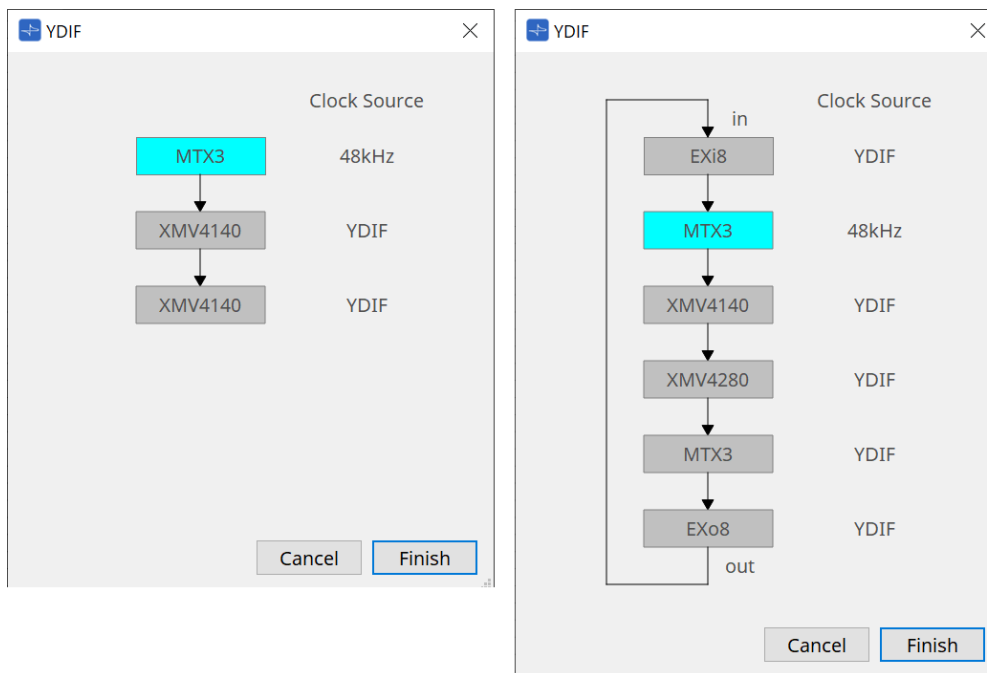 YDIF
Clock Source
MTX3 48kHz
XMV4140 YDIF
XMV4140 YDIF
Cancel Finish
YDIF
Clock Source
in
EXi8 YDIF
MTX3 48kHz
XMV4140 YDIF
XMV4280 YDIF
MTX3 YDIF
EXo8 YDIF
out
Cancel Finish